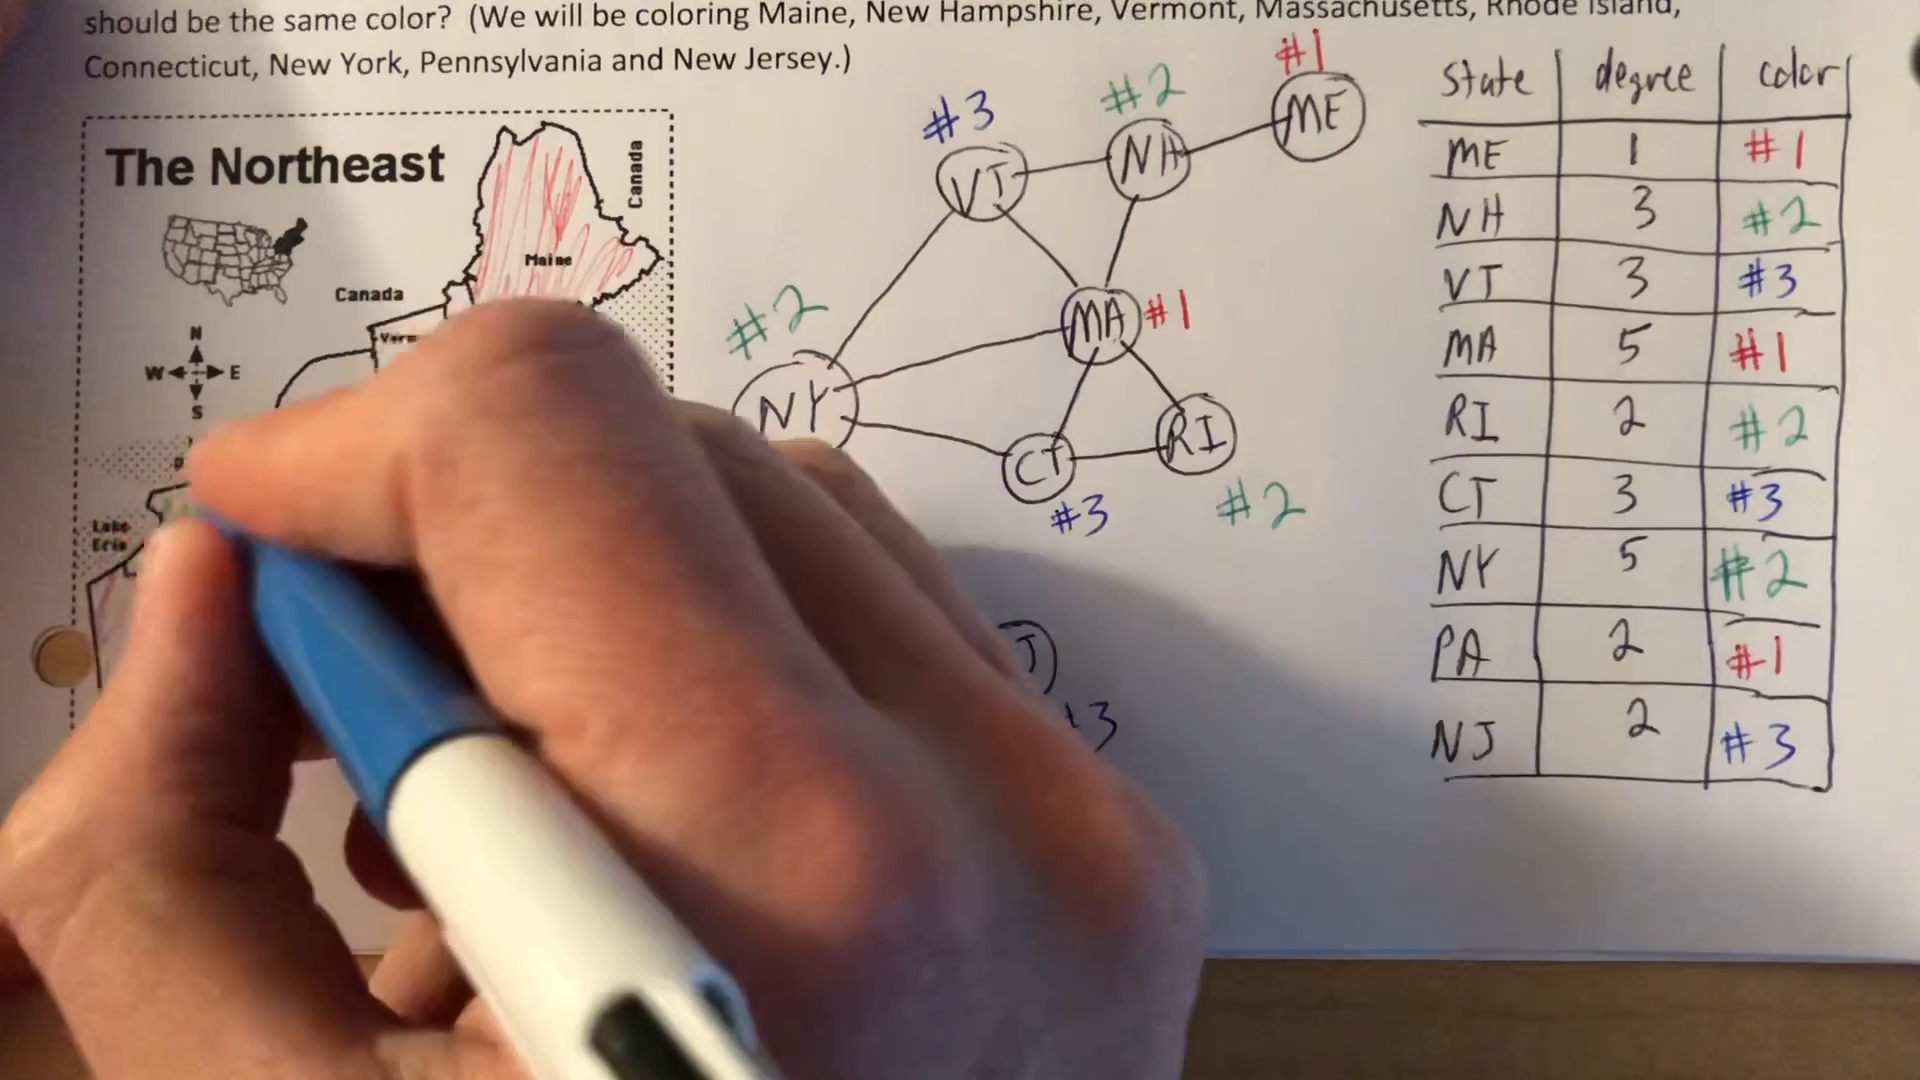 should be the same color? (We will be coloring Maine, New Hampshire, Vermont, Massachusetts, Rhode Island,
Connecticut, New York, Pennsylvania and New Jersey.)
The Northeast
Canada
Maine
Canada
N
W E
S
Lake
Erie
#1
ME
#2
NH
#3
VT
MA #1
#2
NY
CT
#3
RI
#2
State degree color
ME 1 #1
NH 3 #2
VT 3 #3
MA 5 #1
RI 2 #2
CT 3 #3
NY 5 #2
PA 2 #1
NJ 2 #3